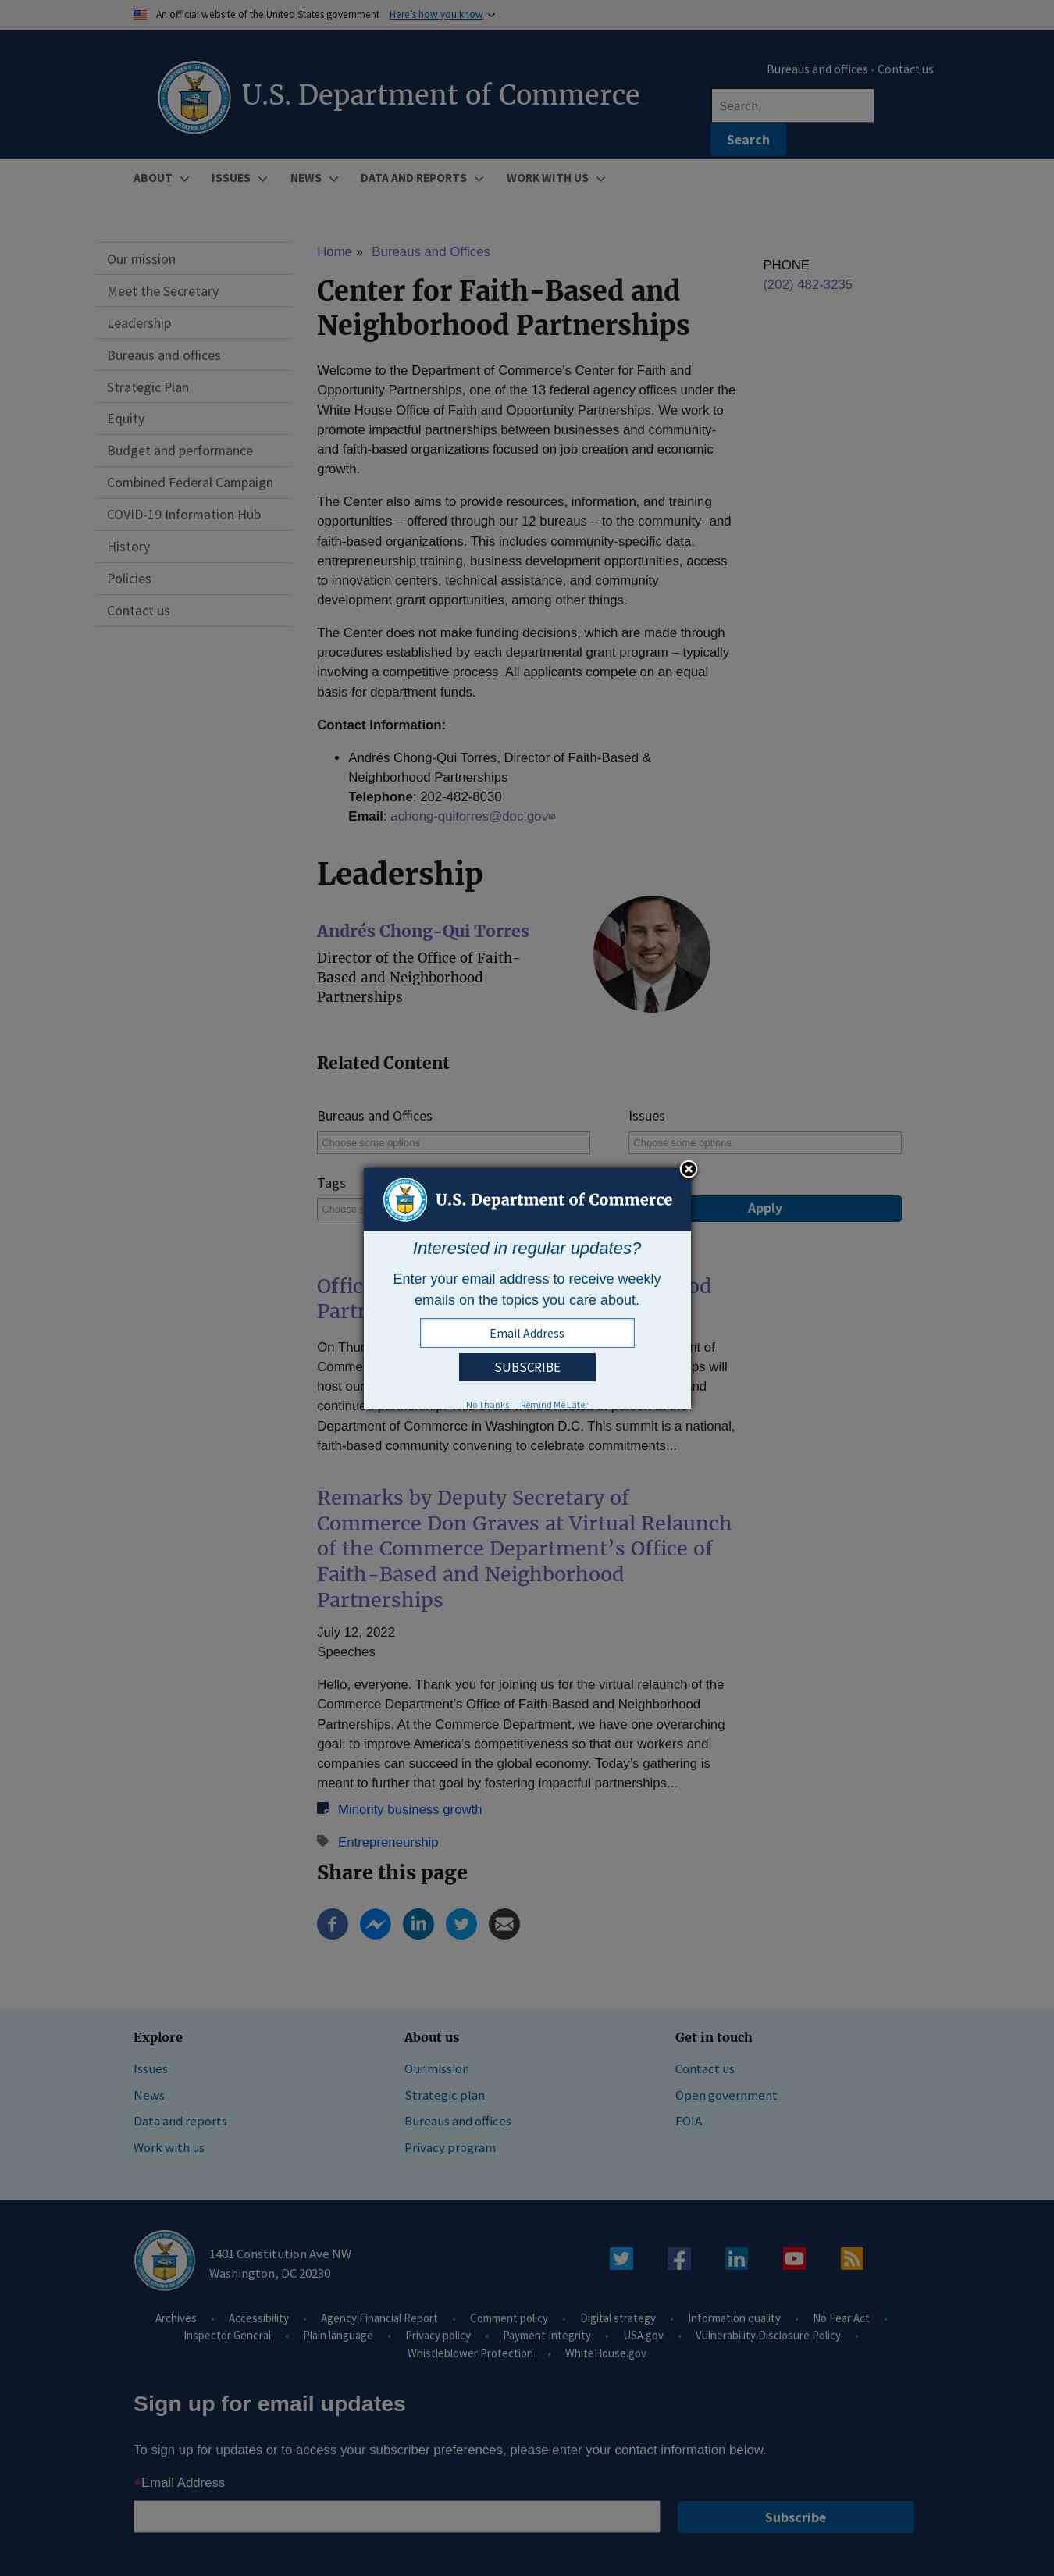 An official website of the United States government Here's how you know
Bureaus and offices • Contact us
U.S. Department of Commerce
Search
Search
ABOUT ISSUES NEWS DATA AND REPORTS WORK WITH US
Our mission
Meet the Secretary
Leadership
Bureaus and offices
Strategic Plan
Equity
Budget and performance
Combined Federal Campaign
COVID-19 Information Hub
History
Policies
Contact us
Home » Bureaus and Offices
Center for Faith-Based and
Neighborhood Partnerships
Welcome to the Department of Commerce's Center for Faith and
Opportunity Partnerships, one of the 13 federal agency offices under the
White House Office of Faith and Opportunity Partnerships. We work to
promote impactful partnerships between businesses and community-
and faith-based organizations focused on job creation and economic
growth.
The Center also aims to provide resources, information, and training
opportunities – offered through our 12 bureaus – to the community- and
faith-based organizations. This includes community-specific data,
entrepreneurship training, business development opportunities, access
to innovation centers, technical assistance, and community
development grant opportunities, among other things.
The Center does not make funding decisions, which are made through
procedures established by each departmental grant program – typically
involving a competitive process. All applicants compete on an equal
basis for department funds.
Contact Information:
• Andrés Chong-Qui Torres, Director of Faith-Based &
Neighborhood Partnerships
Telephone: 202-482-8030
Email: achong-quitorres@doc.gov
PHONE
(202) 482-3235
Leadership
Andrés Chong-Qui Torres
Director of the Office of Faith-
Based and Neighborhood
Partnerships
Related Content
Bureaus and Offices
Choose some options
Issues
Choose some options
Tags
Choose
Apply
U.S. Department of Commerce
Interested in regular updates?
Enter your email address to receive weekly
emails on the topics you care about.
Email Address
SUBSCRIBE
No Thanks Remind Me Later
Department of Commerce in Washington D.C. This summit is a national,
faith-based community convening to celebrate commitments...
Remarks by Deputy Secretary of
Commerce Don Graves at Virtual Relaunch
of the Commerce Department's Office of
Faith-Based and Neighborhood
Partnerships
July 12, 2022
Speeches
Hello, everyone. Thank you for joining us for the virtual relaunch of the
Commerce Department's Office of Faith-Based and Neighborhood
Partnerships. At the Commerce Department, we have one overarching
goal: to improve America's competitiveness so that our workers and
companies can succeed in the global economy. Today's gathering is
meant to further that goal by fostering impactful partnerships...
Minority business growth
Entrepreneurship
Share this page
Explore
Issues
News
Data and reports
Work with us
About us
Our mission
Strategic plan
Bureaus and offices
Privacy program
Get in touch
Contact us
Open government
FOIA
1401 Constitution Ave NW
Washington, DC 20230
Archives • Accessibility • Agency Financial Report • Comment policy • Digital strategy • Information quality • No Fear Act •
Inspector General • Plain language • Privacy policy • Payment Integrity • USA.gov • Vulnerability Disclosure Policy •
Whistleblower Protection • WhiteHouse.gov
Sign up for email updates
To sign up for updates or to access your subscriber preferences, please enter your contact information below.
*Email Address
Subscribe